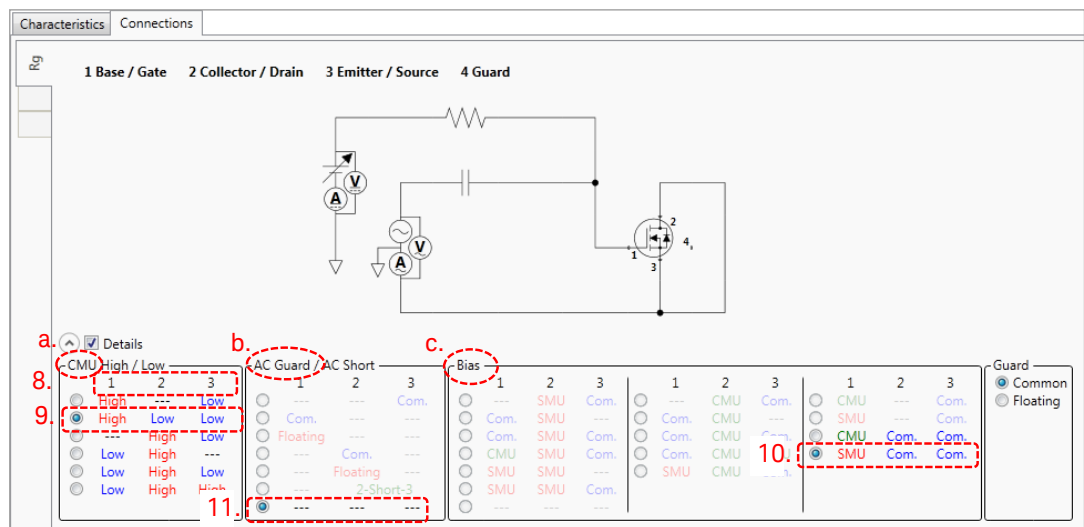 Characteristics Connections
Rg
1 Base / Gate 2 Collector / Drain 3 Emitter / Source 4 Guard
V
A
V
A
1
2
3
4
a. Details
b.
c.
CMU High / Low
AC Guard / AC Short
Bias
Guard
8. 1 2 3
1 2 3
1 2 3 1 2 3 1 2 3
High --- Low
--- --- Com.
--- SMU Com. --- CMU Com. CMU --- Com.
Common
9. High Low Low
Com. --- ---
Com. SMU Com. Com. CMU Com. SMU --- Com.
Floating
--- High Low
Floating --- ---
Com. SMU Com. Com. CMU Com. CMU Com. Com.
Low High ---
--- Com. ---
CMU SMU Com. Com. CMU
10. SMU Com. Com.
Low High Low
--- Floating ---
SMU SMU --- SMU CMU Com.
Low High High
--- 2-Short-3
SMU SMU Com.
11. --- --- ---
--- --- ---